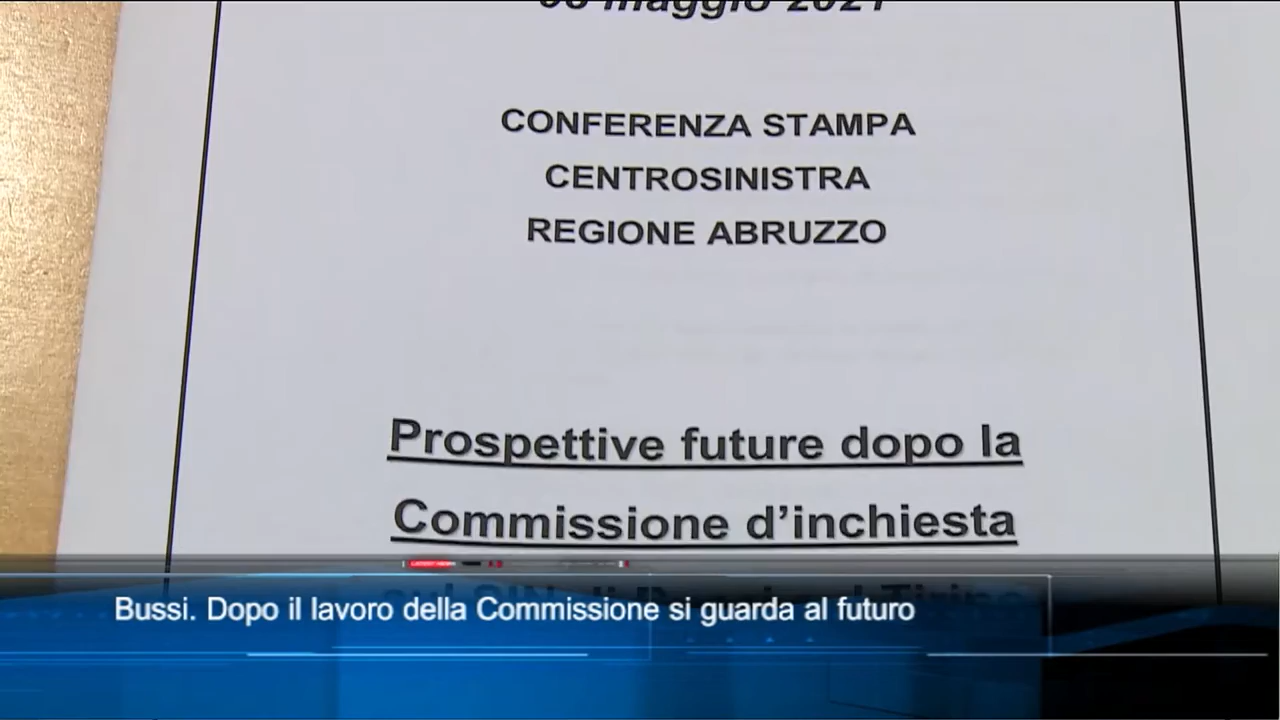 maggio 2021
CONFERENZA STAMPA
CENTROSINISTRA
REGIONE ABRUZZO
Prospettive future dopo la
Commissione d'inchiesta
Bussi. Dopo il lavoro della Commissione si guarda al futuro